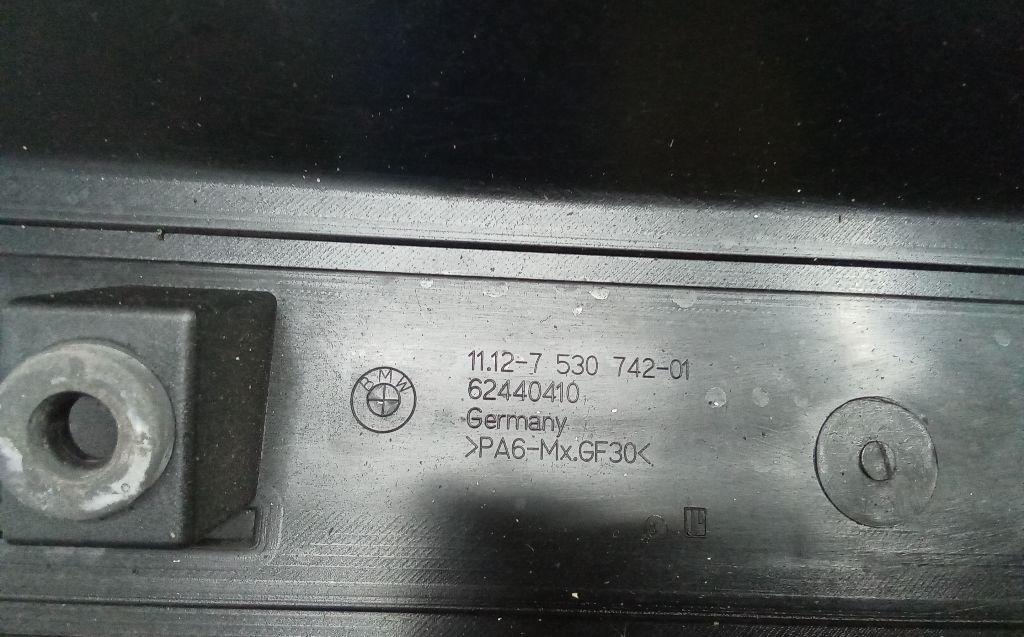 BMW
11.12-7 530 742-01
62440410
Germany
>PA6-Mx.GF30<